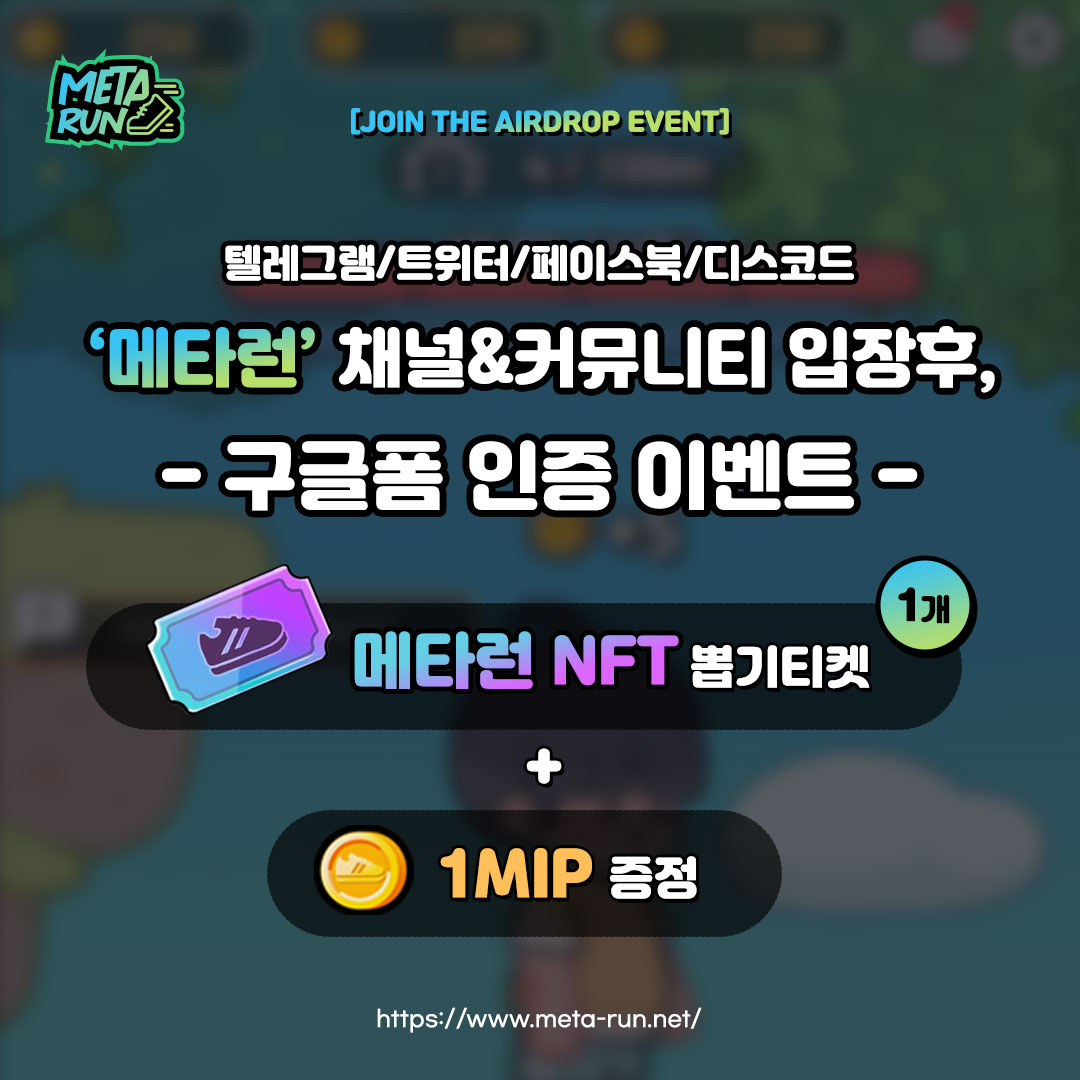 META
RUN
[JOIN THE AIRDROP EVENT]
텔레그램/트위터/페이스북/디스코드
‘메타런’ 채널&커뮤니티 입장후,
- 구글폼 인증 이벤트 -
1개
메타런 NFT 뽑기티켓
+
1MIP 증정
https://www.meta-run.net/